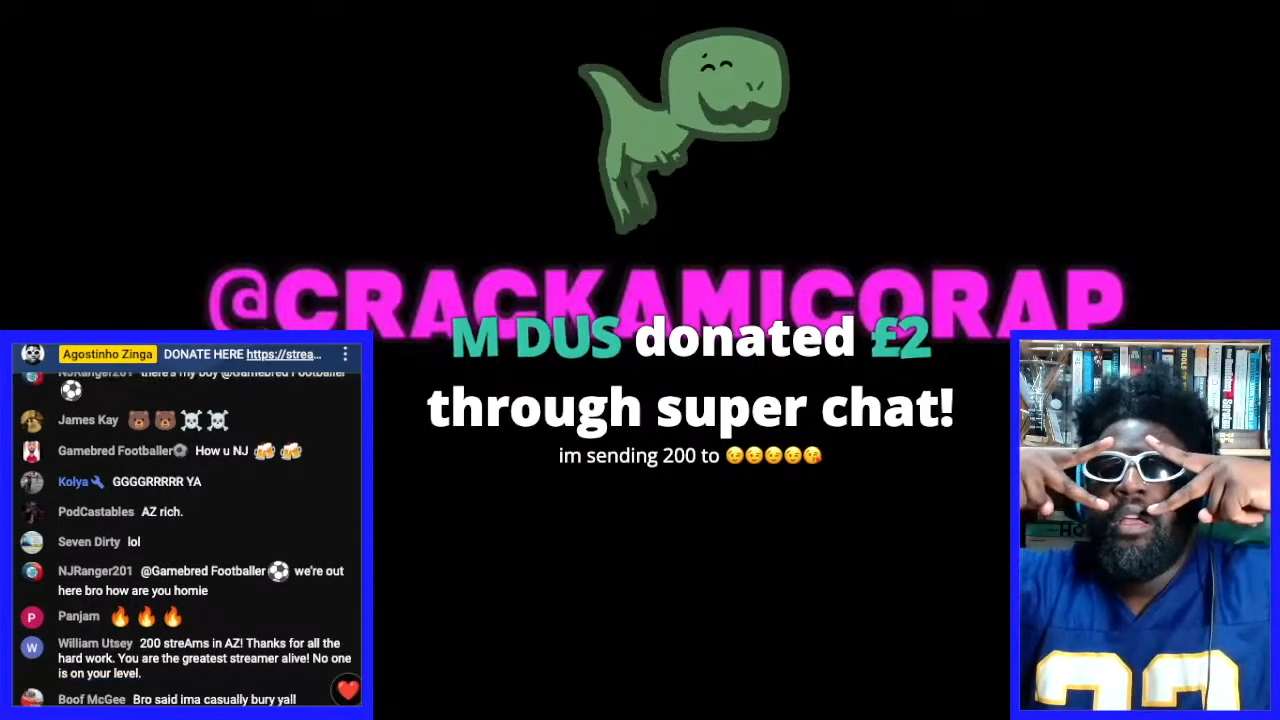 @CRACKAMIGORAP
M DUS donated £2
through super chat!
im sending 200 to 😉😉😉😉😘
Agostinho Zinga DONATE HERE https://strea...
NJRanger201 there's my boy @Gamebred Footballer
⚽
James Kay 🐻🐻☠️☠️
Gamebred Footballer⚽ How u NJ 🍻🍻
Kolya🔧 GGGGRRRRR YA
PodCastables AZ rich.
Seven Dirty lol
NJRanger201 @Gamebred Footballer⚽ we're out
here bro how are you homie
P Panjam 🔥🔥🔥
W William Utsey 200 streAms in AZ! Thanks for all the
hard work. You are the greatest streamer alive! No one
is on your level.
Boof McGee Bro said ima casually bury yall